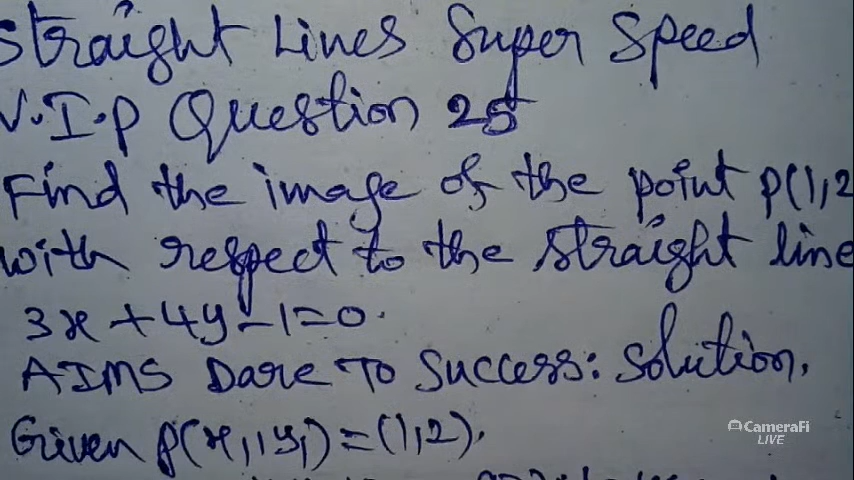 Straight Lines Super Speed
V.I.P Question 25
Find the image of the point P(1,2
with respect to the straight line
3x+4y-1=0.
AIMS Dare To Success: Solution.
Given P(x₁,y₁)=(1,2).
CameraFi
LIVE